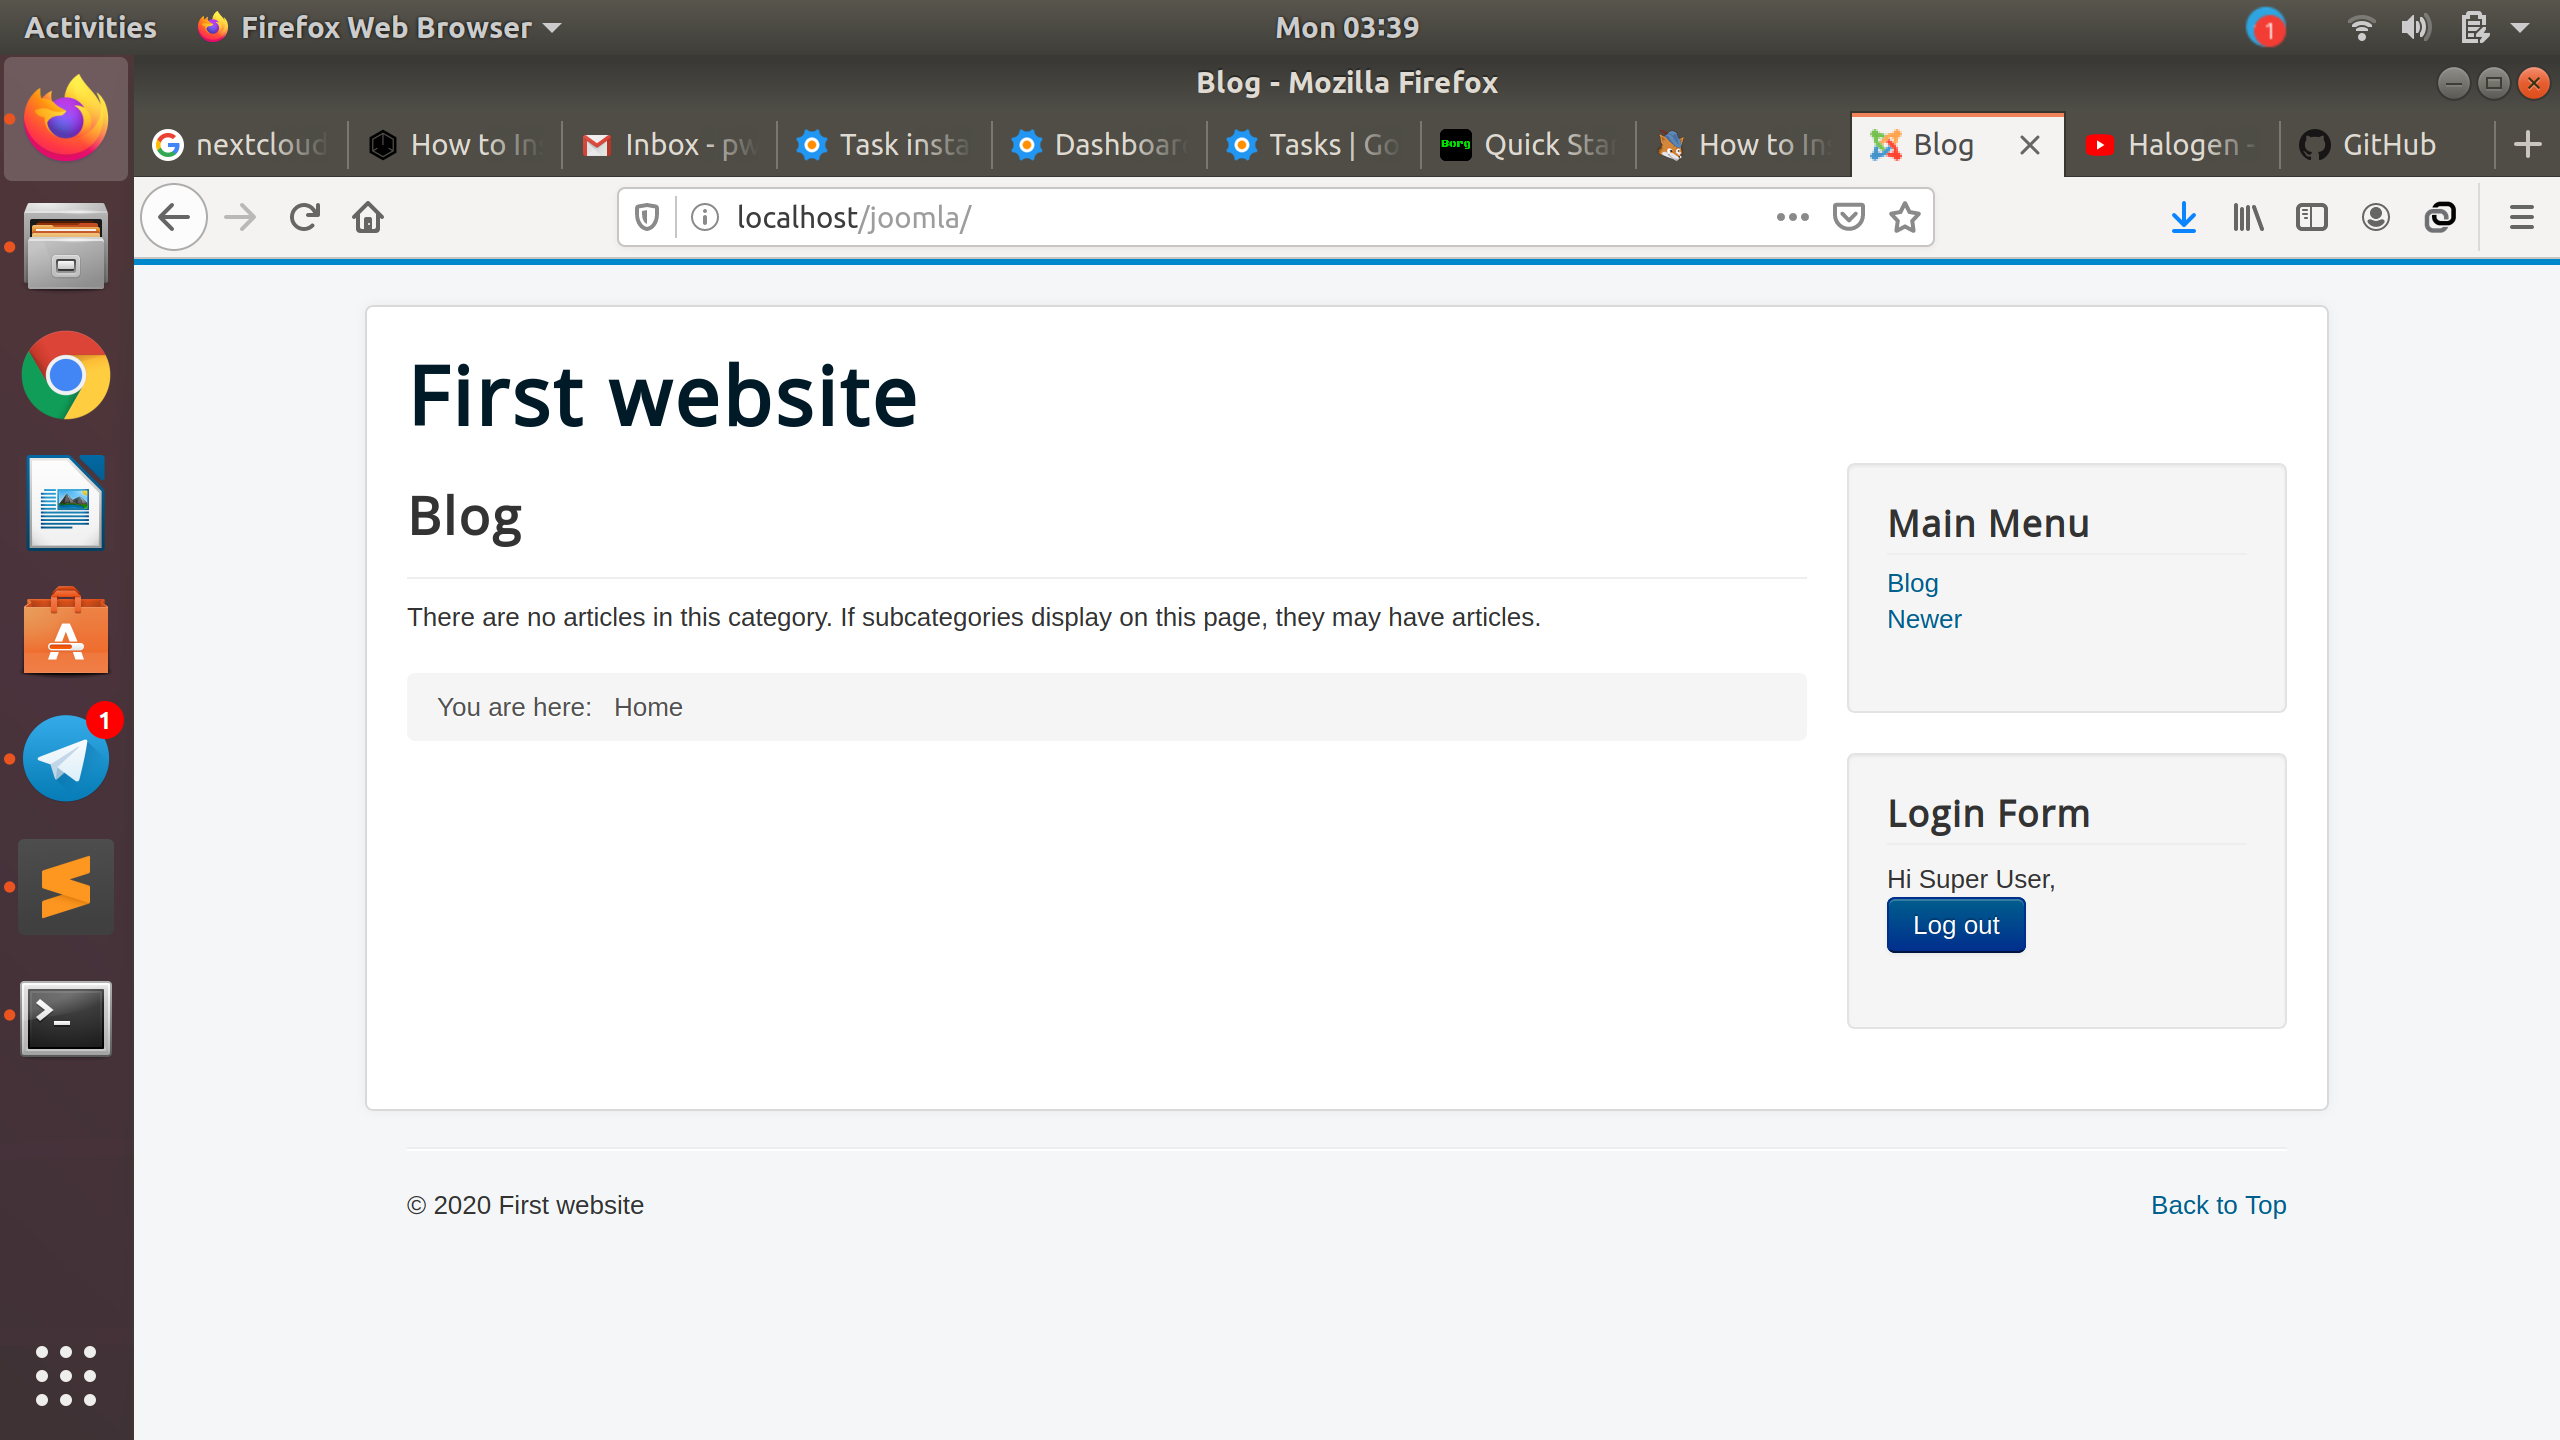 Activities Firefox Web Browser Mon 03:39 1
Blog - Mozilla Firefox
nextcloud How to Ins Inbox - pw Task insta Dashboard Tasks | Go Borg Quick Star How to Ins Blog Halogen - GitHub
localhost/joomla/
First website
Blog
There are no articles in this category. If subcategories display on this page, they may have articles.
You are here: Home
Main Menu
Blog
Newer
Login Form
Hi Super User,
Log out
© 2020 First website
Back to Top
1